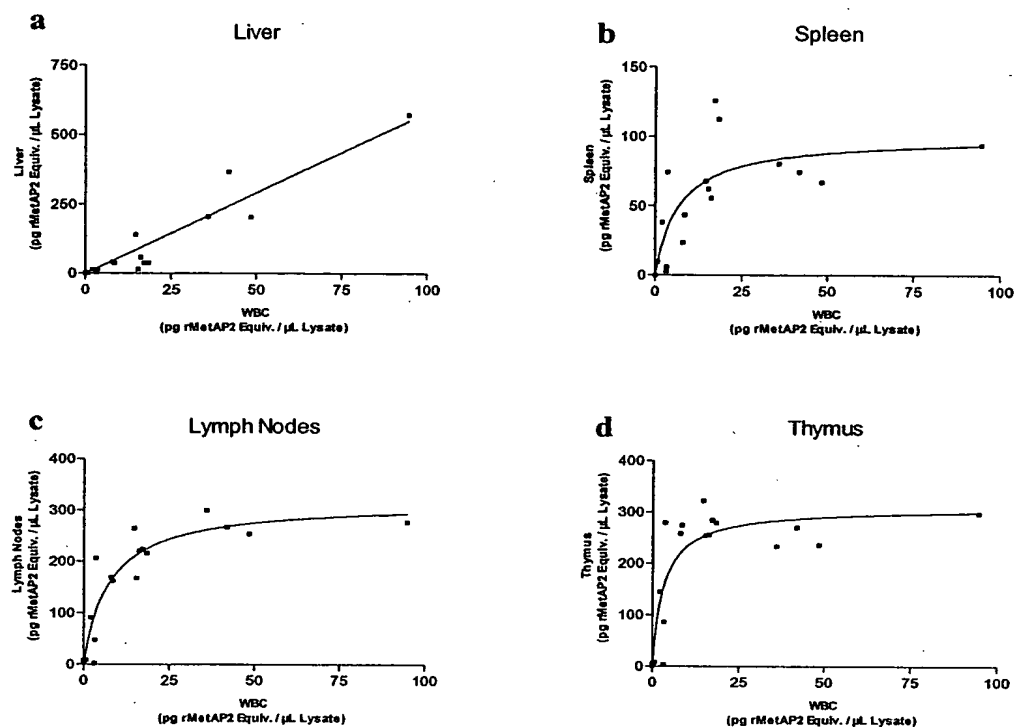 a
Liver
750
500
250
0
Liver
(pg rMetAP2 Equiv. / µL Lysate)
0 25 50 75 100
WBC
(pg rMetAP2 Equiv. / µL Lysate)
b
Spleen
150
100
50
0
Spleen
(pg rMetAP2 Equiv. / µL Lysate)
0 25 50 75 100
WBC
(pg rMetAP2 Equiv. / µL Lysate)
c
Lymph Nodes
400
300
200
100
0
Lymph Nodes
(pg rMetAP2 Equiv. / µL Lysate)
0 25 50 75 100
WBC
(pg rMetAP2 Equiv. / µL Lysate)
d
Thymus
400
300
200
100
0
Thymus
(pg rMetAP2 Equiv. / µL Lysate)
0 25 50 75 100
WBC
(pg rMetAP2 Equiv. / µL Lysate)